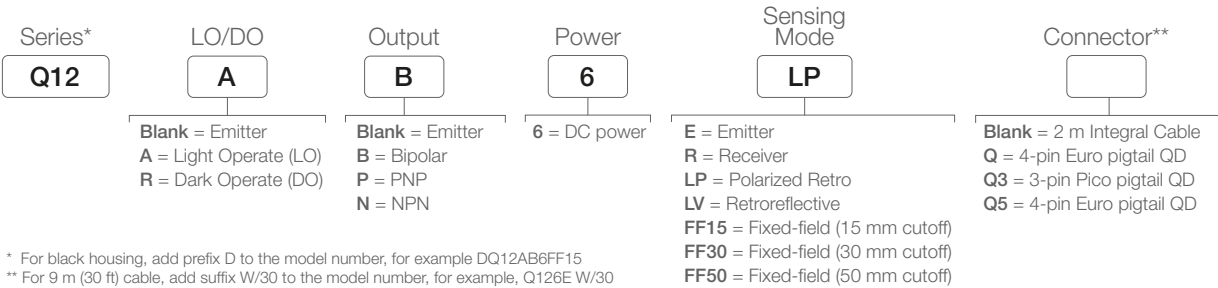 Series*
LO/DO
Output
Power
Sensing
Mode
Connector**
Q12
A
B
6
LP
Blank = Emitter
A = Light Operate (LO)
R = Dark Operate (DO)
Blank = Emitter
B = Bipolar
P = PNP
N = NPN
6 = DC power
E = Emitter
R = Receiver
LP = Polarized Retro
LV = Retroreflective
FF15 = Fixed-field (15 mm cutoff)
FF30 = Fixed-field (30 mm cutoff)
FF50 = Fixed-field (50 mm cutoff)
Blank = 2 m Integral Cable
Q = 4-pin Euro pigtail QD
Q3 = 3-pin Pico pigtail QD
Q5 = 4-pin Euro pigtail QD
* For black housing, add prefix D to the model number, for example DQ12AB6FF15
** For 9 m (30 ft) cable, add suffix W/30 to the model number, for example, Q126E W/30